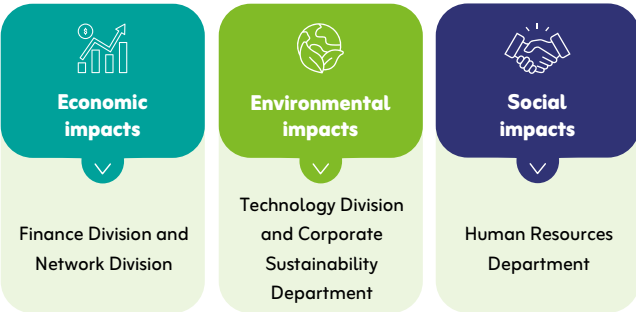 $
Economic
impacts
Finance Division and
Network Division
Environmental
impacts
Technology Division
and Corporate
Sustainability
Department
Social
impacts
Human Resources
Department